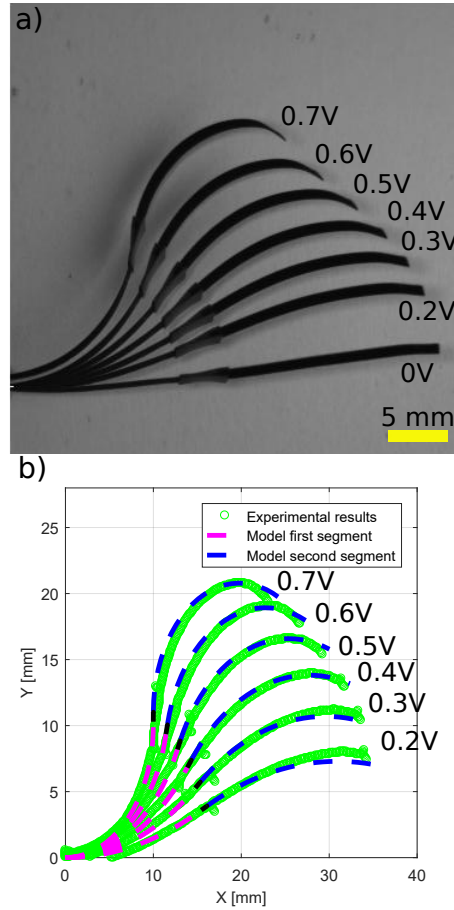 a)
0.7V
0.6V
0.5V
0.4V
0.3V
0.2V
0V
5 mm
b)
25
20
15
10
5
0
Y [mm]
Experimental results
Model first segment
Model second segment
0.7V
0.6V
0.5V
0.4V
0.3V
0.2V
0
10
20
30
40
X [mm]